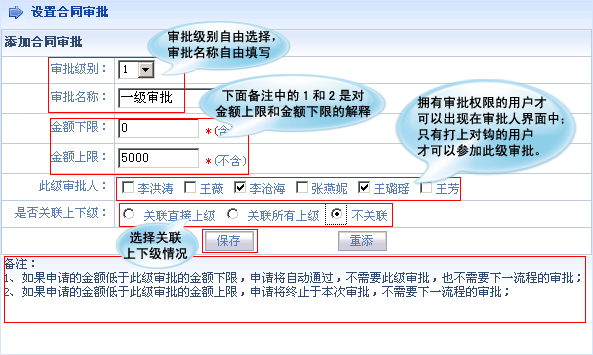 设置合同审批
添加合同审批
审批级别自由选择,
审批名称自由填写
审批级别: 1
审批名称: 一级审批
下面备注中的 1 和 2 是对
金额上限和金额下限的解释
拥有审批权限的用户才
可以出现在审批人界面中;
只有打上对钩的用户
才可以参加此级审批。
金额下限: 0 *(含
金额上限: 5000 *(不含)
此级审批人: 李洪涛 王薇 李沧海 张燕妮 王璐瑶 王芳
是否关联上下级: 关联直接上级 关联所有上级 不关联
选择关联
上下级情况
保存 重添
备注:
1、如果申请的金额低于此级审批的金额下限,申请将自动通过,不需要此级审批,也不需要下一流程的审批;
2、如果申请的金额低于此级审批的金额上限,申请将终止于本次审批,不需要下一流程的审批;